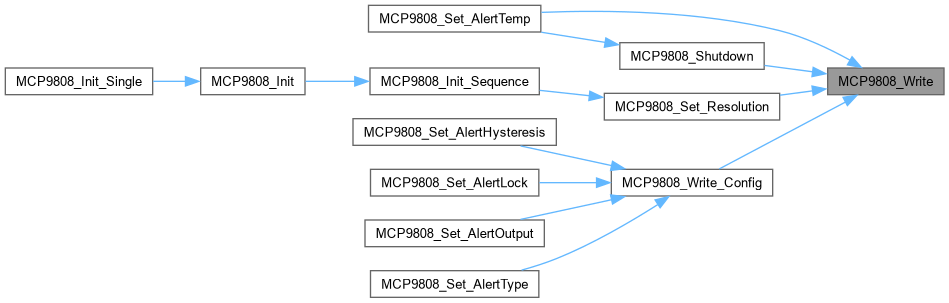 MCP9808_Set_AlertTemp
MCP9808_Shutdown
MCP9808_Init_Single
MCP9808_Init
MCP9808_Init_Sequence
MCP9808_Write
MCP9808_Set_Resolution
MCP9808_Set_AlertHysteresis
MCP9808_Set_AlertLock
MCP9808_Write_Config
MCP9808_Set_AlertOutput
MCP9808_Set_AlertType